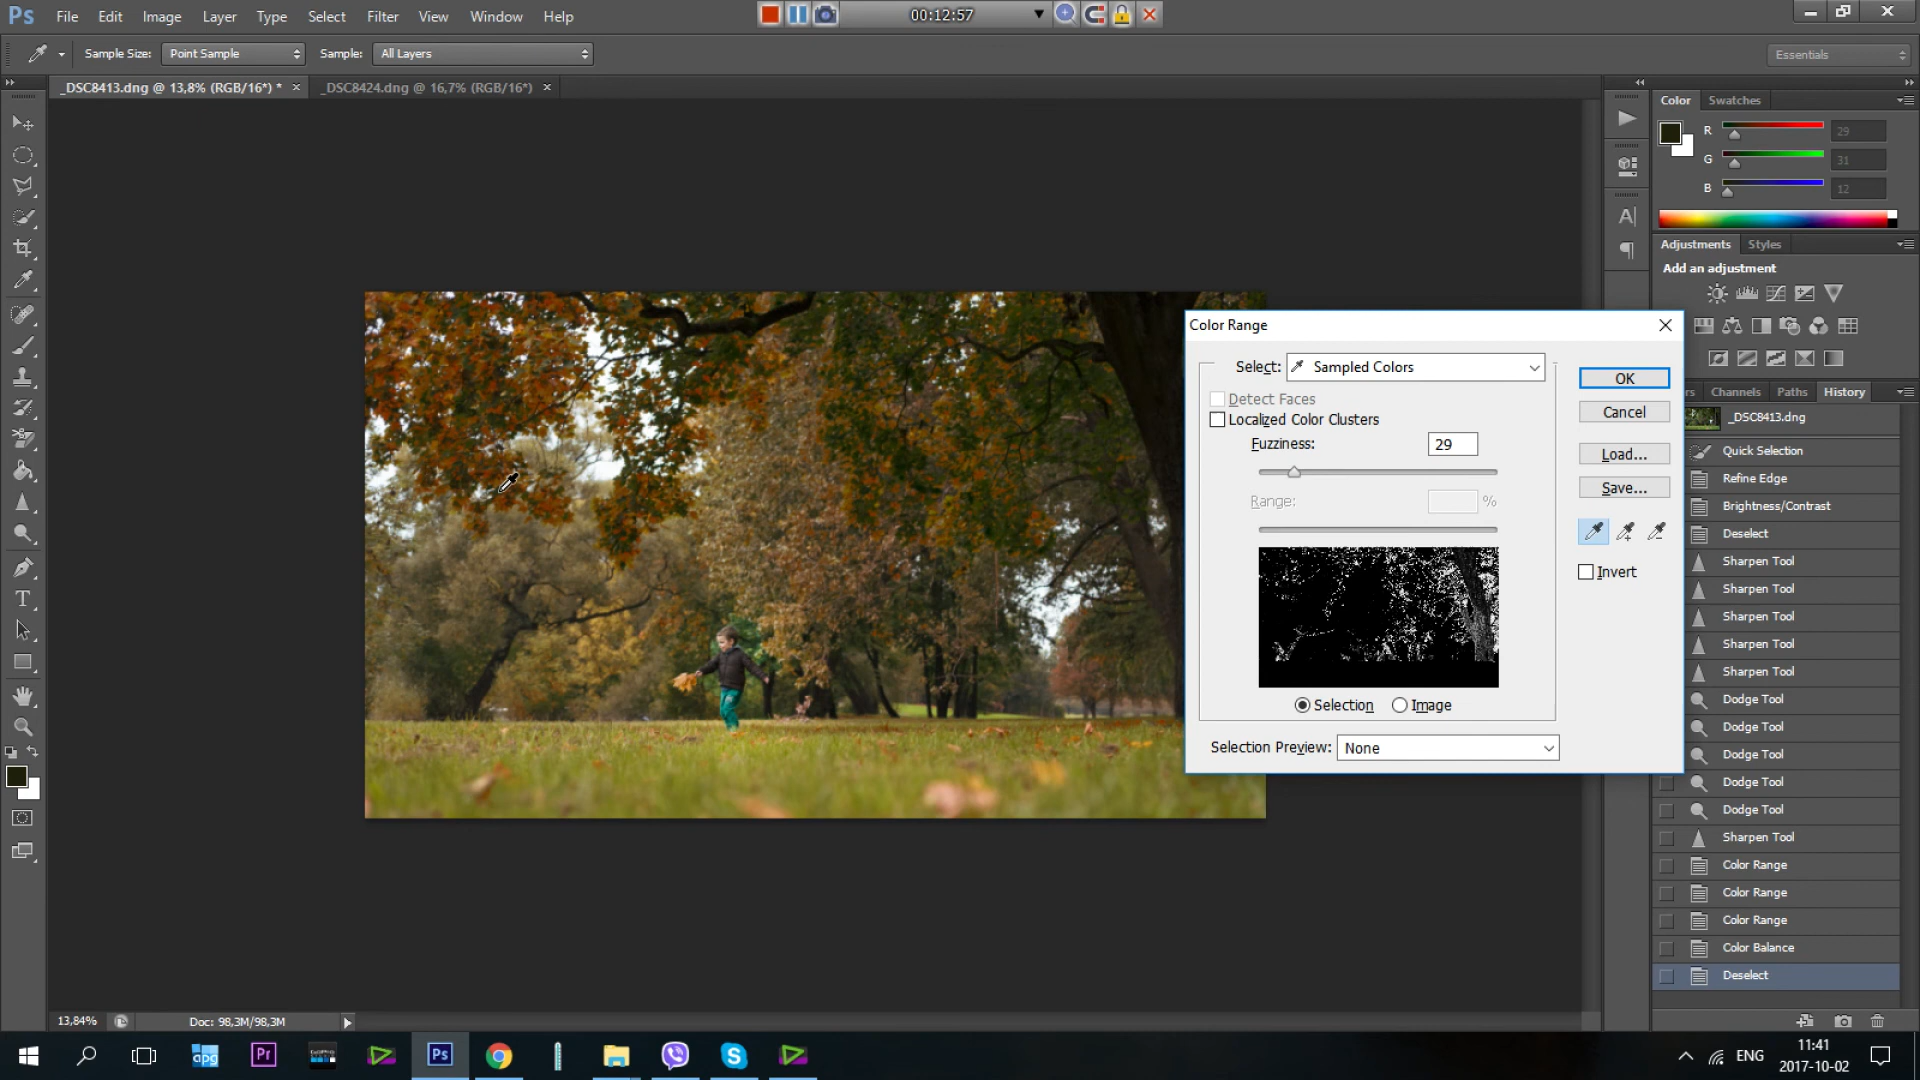 Ps File Edit Image Layer Type Select Filter View Window Help
00:12:57
Sample Size: Point Sample Sample: All Layers
Essentials
_DSC8413.dng @ 13,8% (RGB/16*) * × _DSC8424.dng @ 16,7% (RGB/16*) ×
Color Swatches
R 29
G 31
B 12
Adjustments Styles
Add an adjustment
Channels Paths History
_DSC8413.dng
Quick Selection
Refine Edge
Brightness/Contrast
Deselect
Sharpen Tool
Sharpen Tool
Sharpen Tool
Sharpen Tool
Sharpen Tool
Dodge Tool
Dodge Tool
Dodge Tool
Dodge Tool
Dodge Tool
Sharpen Tool
Color Range
Color Range
Color Range
Color Balance
Deselect
Color Range
Select: Sampled Colors
Detect Faces
Localized Color Clusters
Fuzziness: 29
Range: %
Selection Image
Selection Preview: None
OK
Cancel
Load...
Save...
Invert
13,84% Doc: 98,3M/98,3M
apg Pr Ps
ENG
11:41
2017-10-02